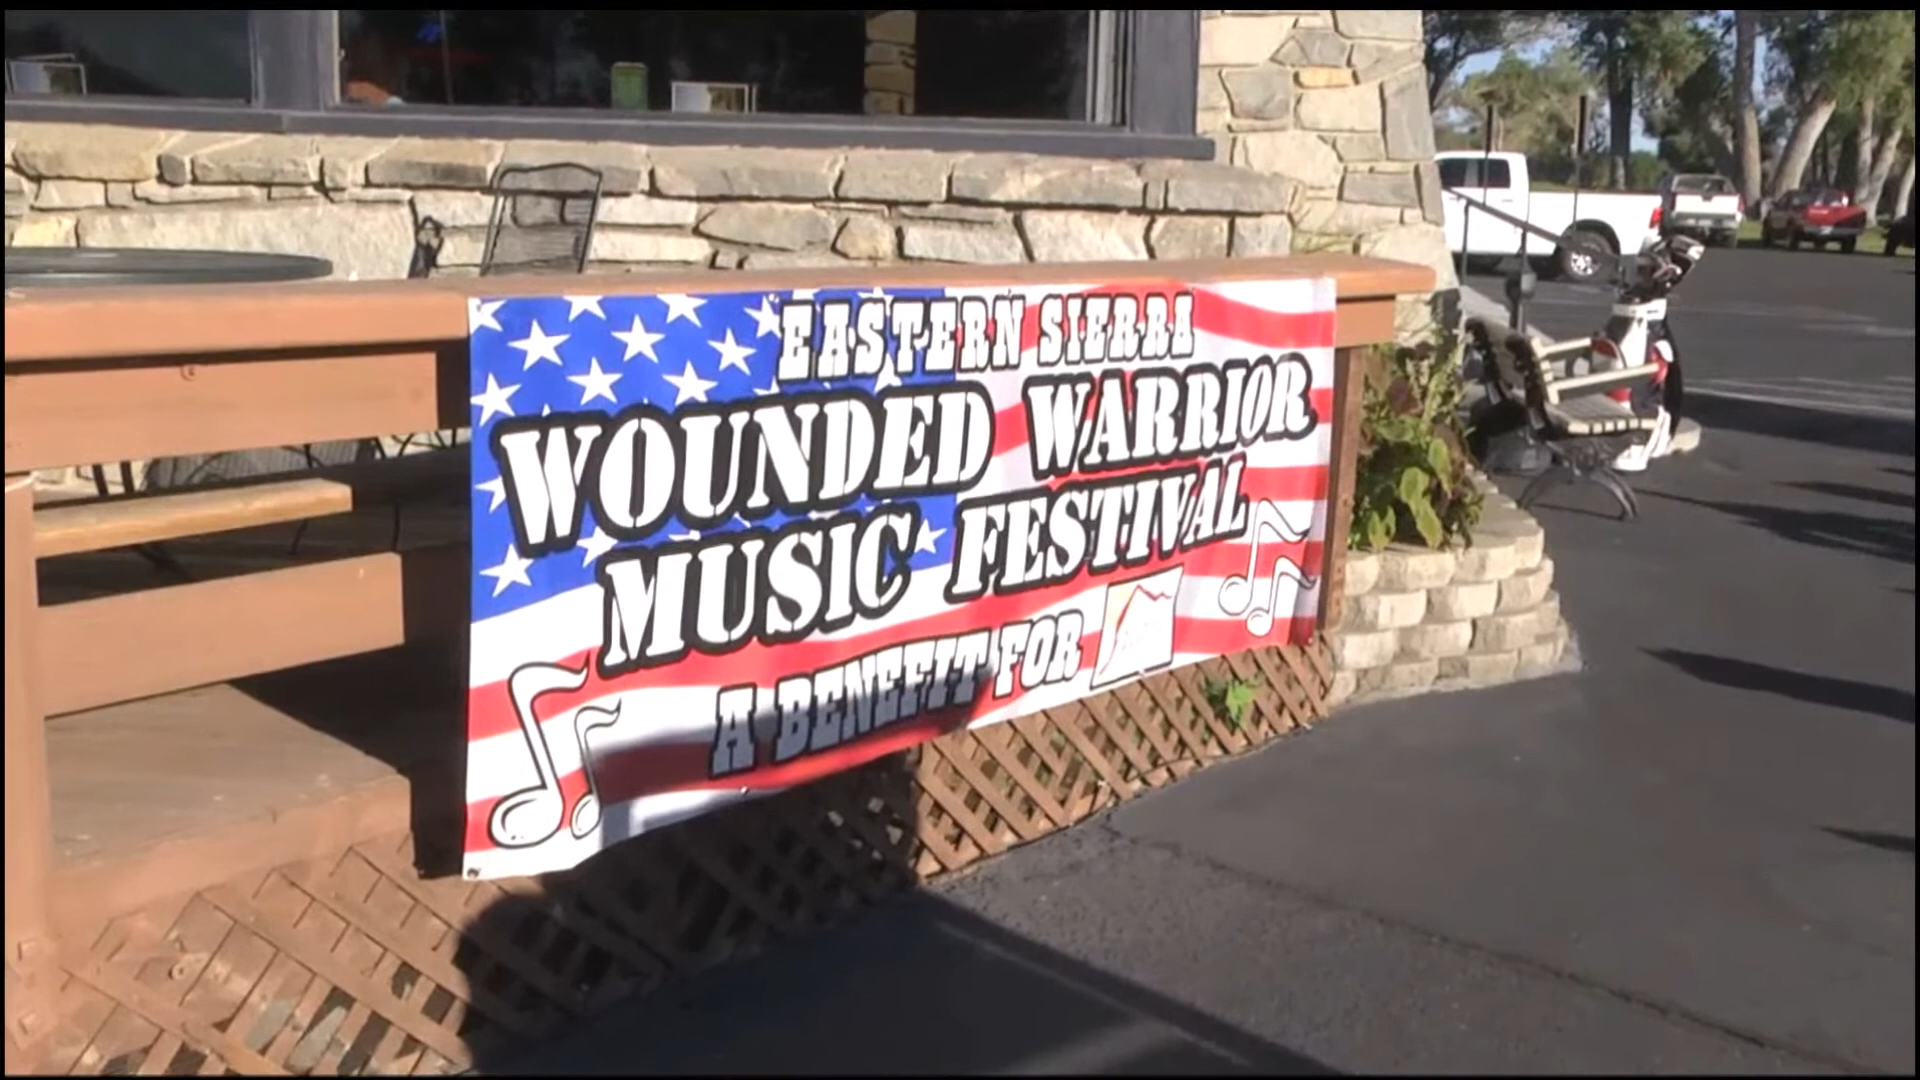 EASTERN SIERRA
WOUNDED WARRIOR
MUSIC FESTIVAL
A BENEFIT FOR